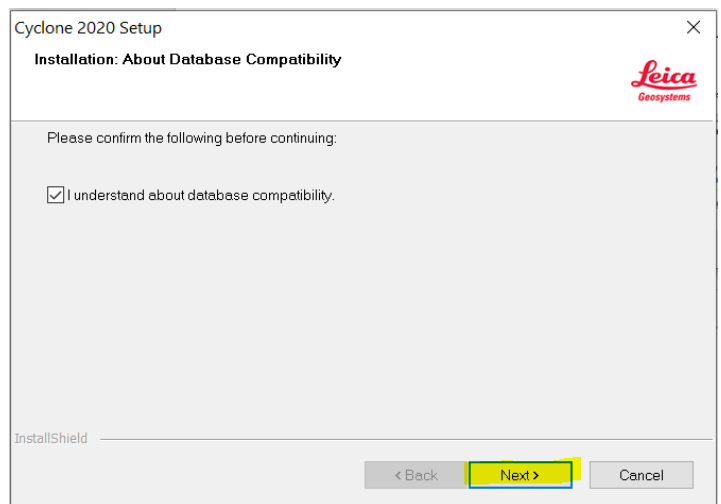 Cyclone 2020 Setup
Installation: About Database Compatibility
Leica
Geosystems
Please confirm the following before continuing:
I understand about database compatibility.
InstallShield
< Back
Next >
Cancel